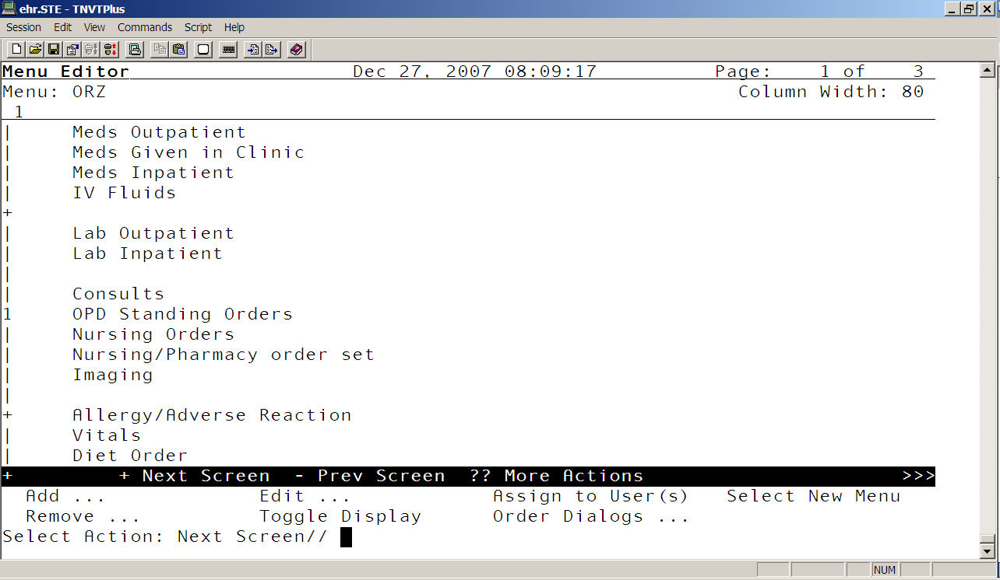 ehr.STE - TNVTPlus
Session Edit View Commands Script Help
Menu Editor Dec 27, 2007 08:09:17 Page: 1 of 3
Menu: ORZ Column Width: 80
1
| Meds Outpatient
| Meds Given in Clinic
| Meds Inpatient
| IV Fluids
+
| Lab Outpatient
| Lab Inpatient
|
| Consults
1 OPD Standing Orders
| Nursing Orders
| Nursing/Pharmacy order set
| Imaging
|
+ Allergy/Adverse Reaction
| Vitals
| Diet Order
+ + Next Screen - Prev Screen ?? More Actions >>>
Add ... Edit ... Assign to User(s) Select New Menu
Remove ... Toggle Display Order Dialogs ...
Select Action: Next Screen//
NUM